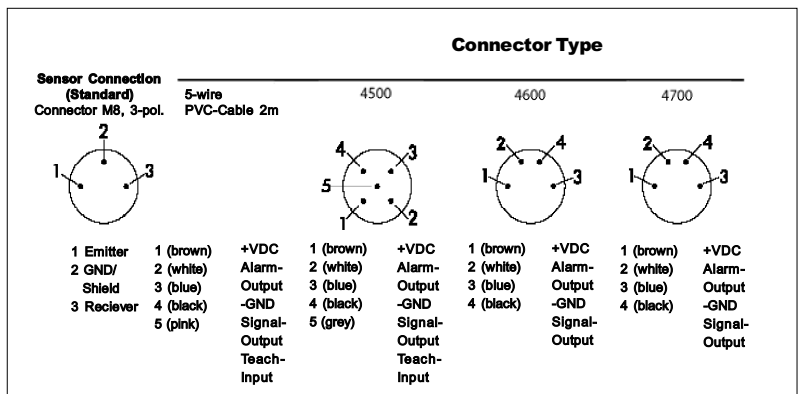 Connector Type
Sensor Connection
(Standard)
Connector M8, 3-pol.
5-wire
PVC-Cable 2m
4500
4600
4700
2
1
3
4
3
5
1
2
2
4
1
3
2
4
1
3
1 Emitter
2 GND/
Shield
3 Reciever
1 (brown)
2 (white)
3 (blue)
4 (black)
5 (pink)
+VDC
Alarm-
Output
-GND
Signal-
Output
Teach-
Input
1 (brown)
2 (white)
3 (blue)
4 (black)
5 (grey)
+VDC
Alarm-
Output
-GND
Signal-
Output
Teach-
Input
1 (brown)
2 (white)
3 (blue)
4 (black)
+VDC
Alarm-
Output
-GND
Signal-
Output
1 (brown)
2 (white)
3 (blue)
4 (black)
+VDC
Alarm-
Output
-GND
Signal-
Output